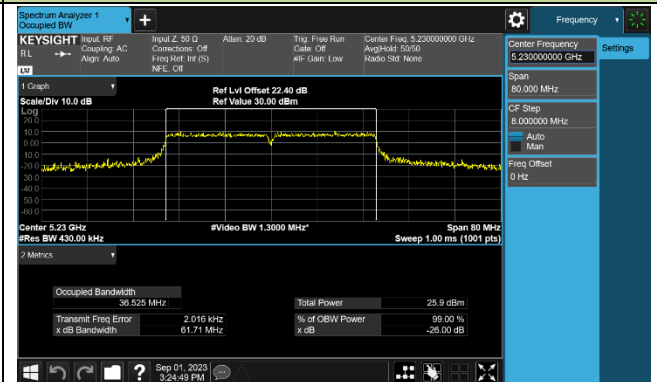 Spectrum Analyzer 1
Occupied BW
Frequency
KEYSIGHT
Input: RF
Input Z: 50 Ω
Atten: 20 dB
Trig: Free Run
Center Freq: 5.230000000 GHz
RL
Coupling: AC
Corrections: Off
Gate: Off
Avg|Hold: 50/50
Align: Auto
Freq Ref: Int (S)
#IF Gain: Low
Radio Std: None
LXI
NFE: Off
Center Frequency
5.230000000 GHz
Settings
Span
80.000 MHz
CF Step
8.000000 MHz
Auto
Man
Freq Offset
0 Hz
1 Graph
Ref Lvl Offset 22.40 dB
Scale/Div 10.0 dB
Ref Value 30.00 dBm
Log
20.0
10.0
0.00
-10.0
-20.0
-30.0
-40.0
-50.0
-60.0
Center 5.23 GHz
#Video BW 1.3000 MHz*
Span 80 MHz
#Res BW 430.00 kHz
Sweep 1.00 ms (1001 pts)
2 Metrics
Occupied Bandwidth
36.525 MHz
Total Power
25.9 dBm
Transmit Freq Error
2.016 kHz
% of OBW Power
99.00 %
x dB Bandwidth
61.71 MHz
x dB
-26.00 dB
Sep 01, 2023
3:24:49 PM